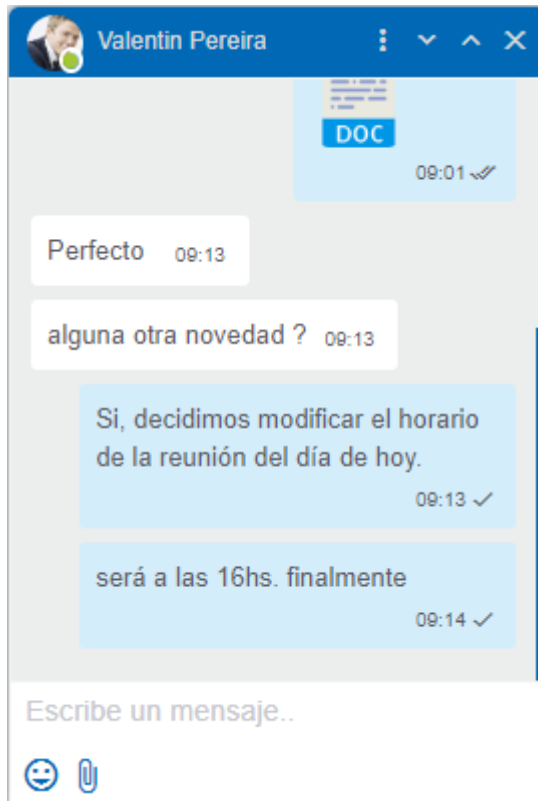 Valentin Pereira
DOC
09:01
Perfecto 09:13
alguna otra novedad ? 09:13
Si, decidimos modificar el horario
de la reunión del día de hoy.
09:13
será a las 16hs. finalmente
09:14
Escribe un mensaje..